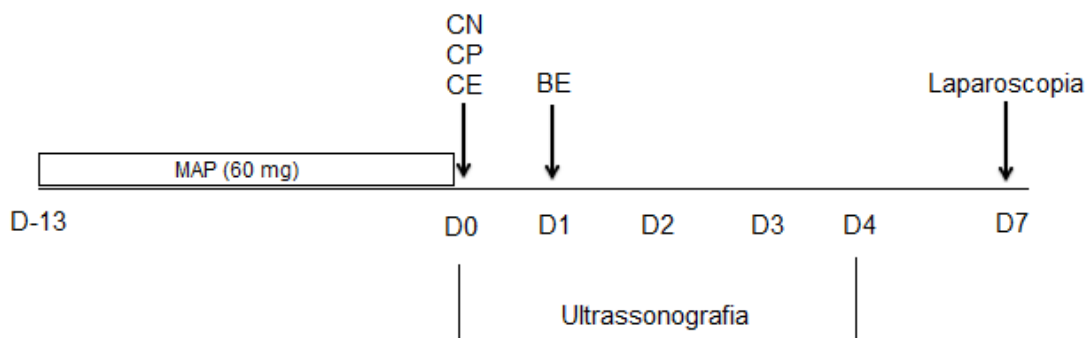 CN
CP
CE
BE
Laparoscopia
MAP (60 mg)
D-13
D0
D1
D2
D3
D4
D7
Ultrassonografia